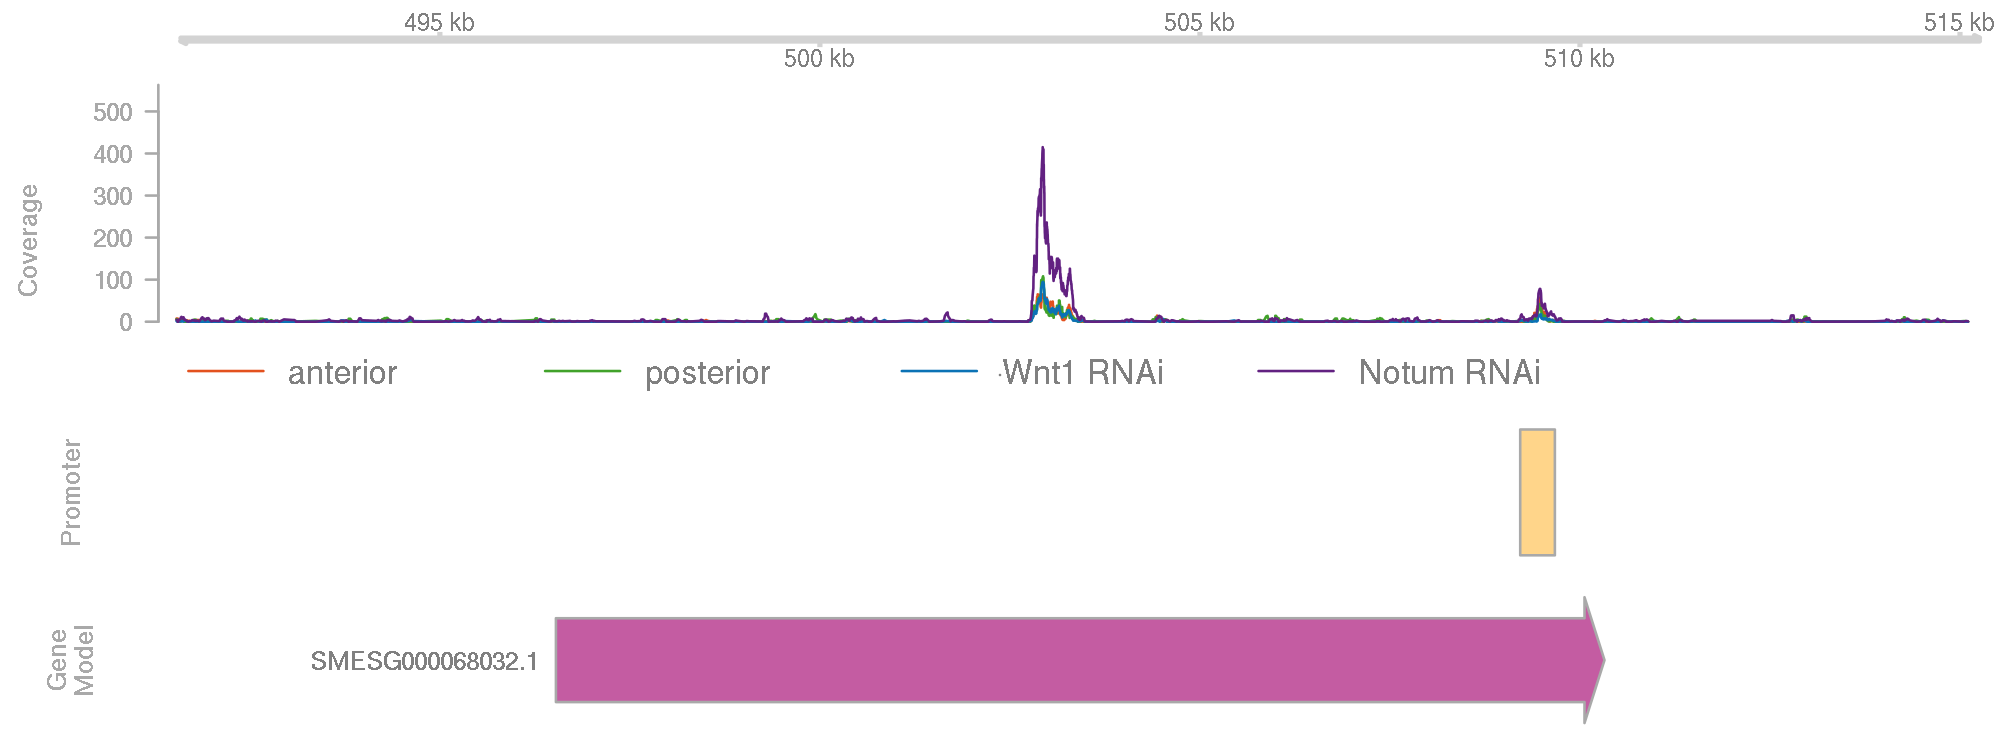 495 kb 505 kb 515 kb
500 kb 510 kb
Coverage
500
400
300
200
100
0
anterior posterior Wnt1 RNAi Notum RNAi
Promoter
Gene
Model
SMESG000068032.1